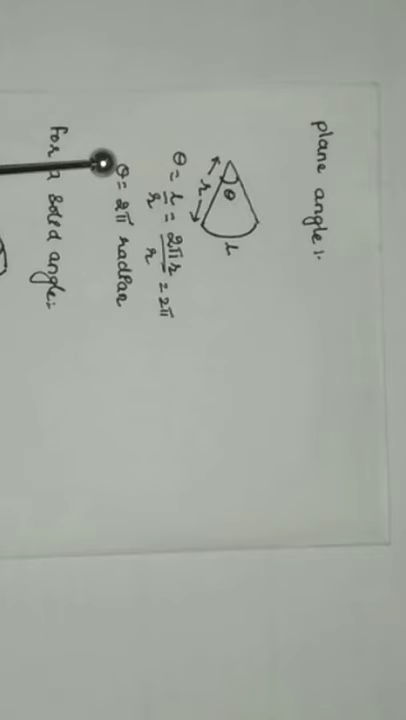 plane angle :-
θ
r
l
θ = l/r = 2πr/r = 2π
θ = 2π radian
For a solid angle:-